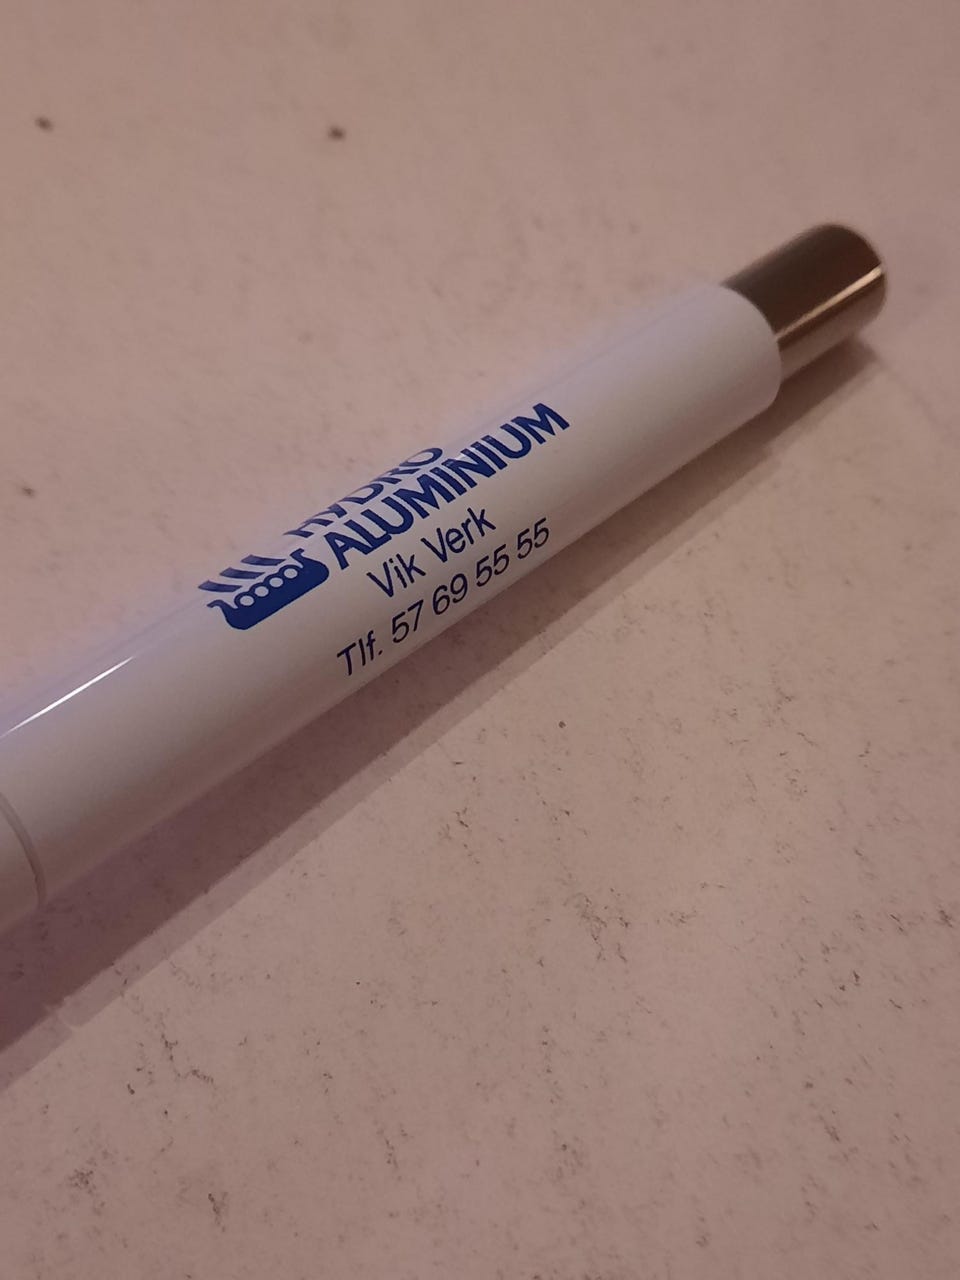 HYDRO
ALUMINIUM
Vik Verk
Tlf. 57 69 55 55